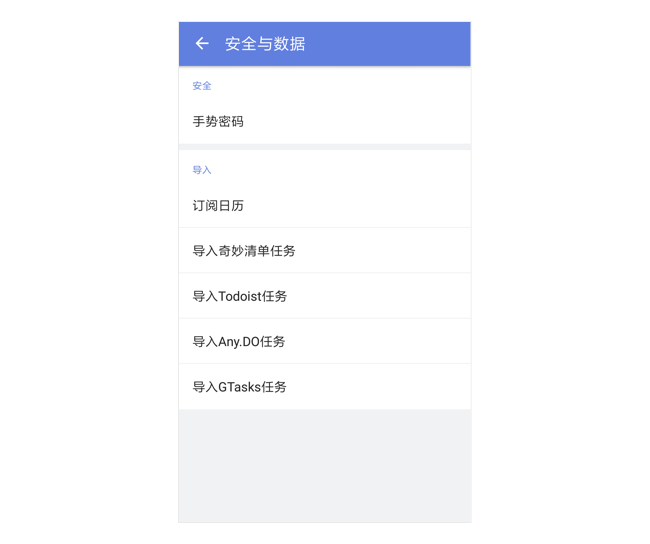 安全与数据
安全
手势密码
导入
订阅日历
导入奇妙清单任务
导入Todoist任务
导入Any.DO任务
导入GTasks任务